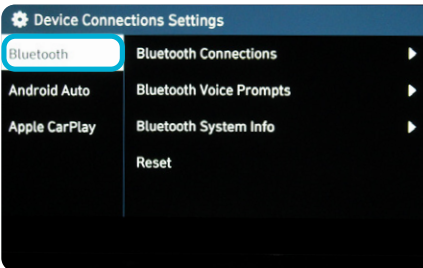 Device Connections Settings
Bluetooth
Bluetooth Connections
Android Auto
Bluetooth Voice Prompts
Apple CarPlay
Bluetooth System Info
Reset